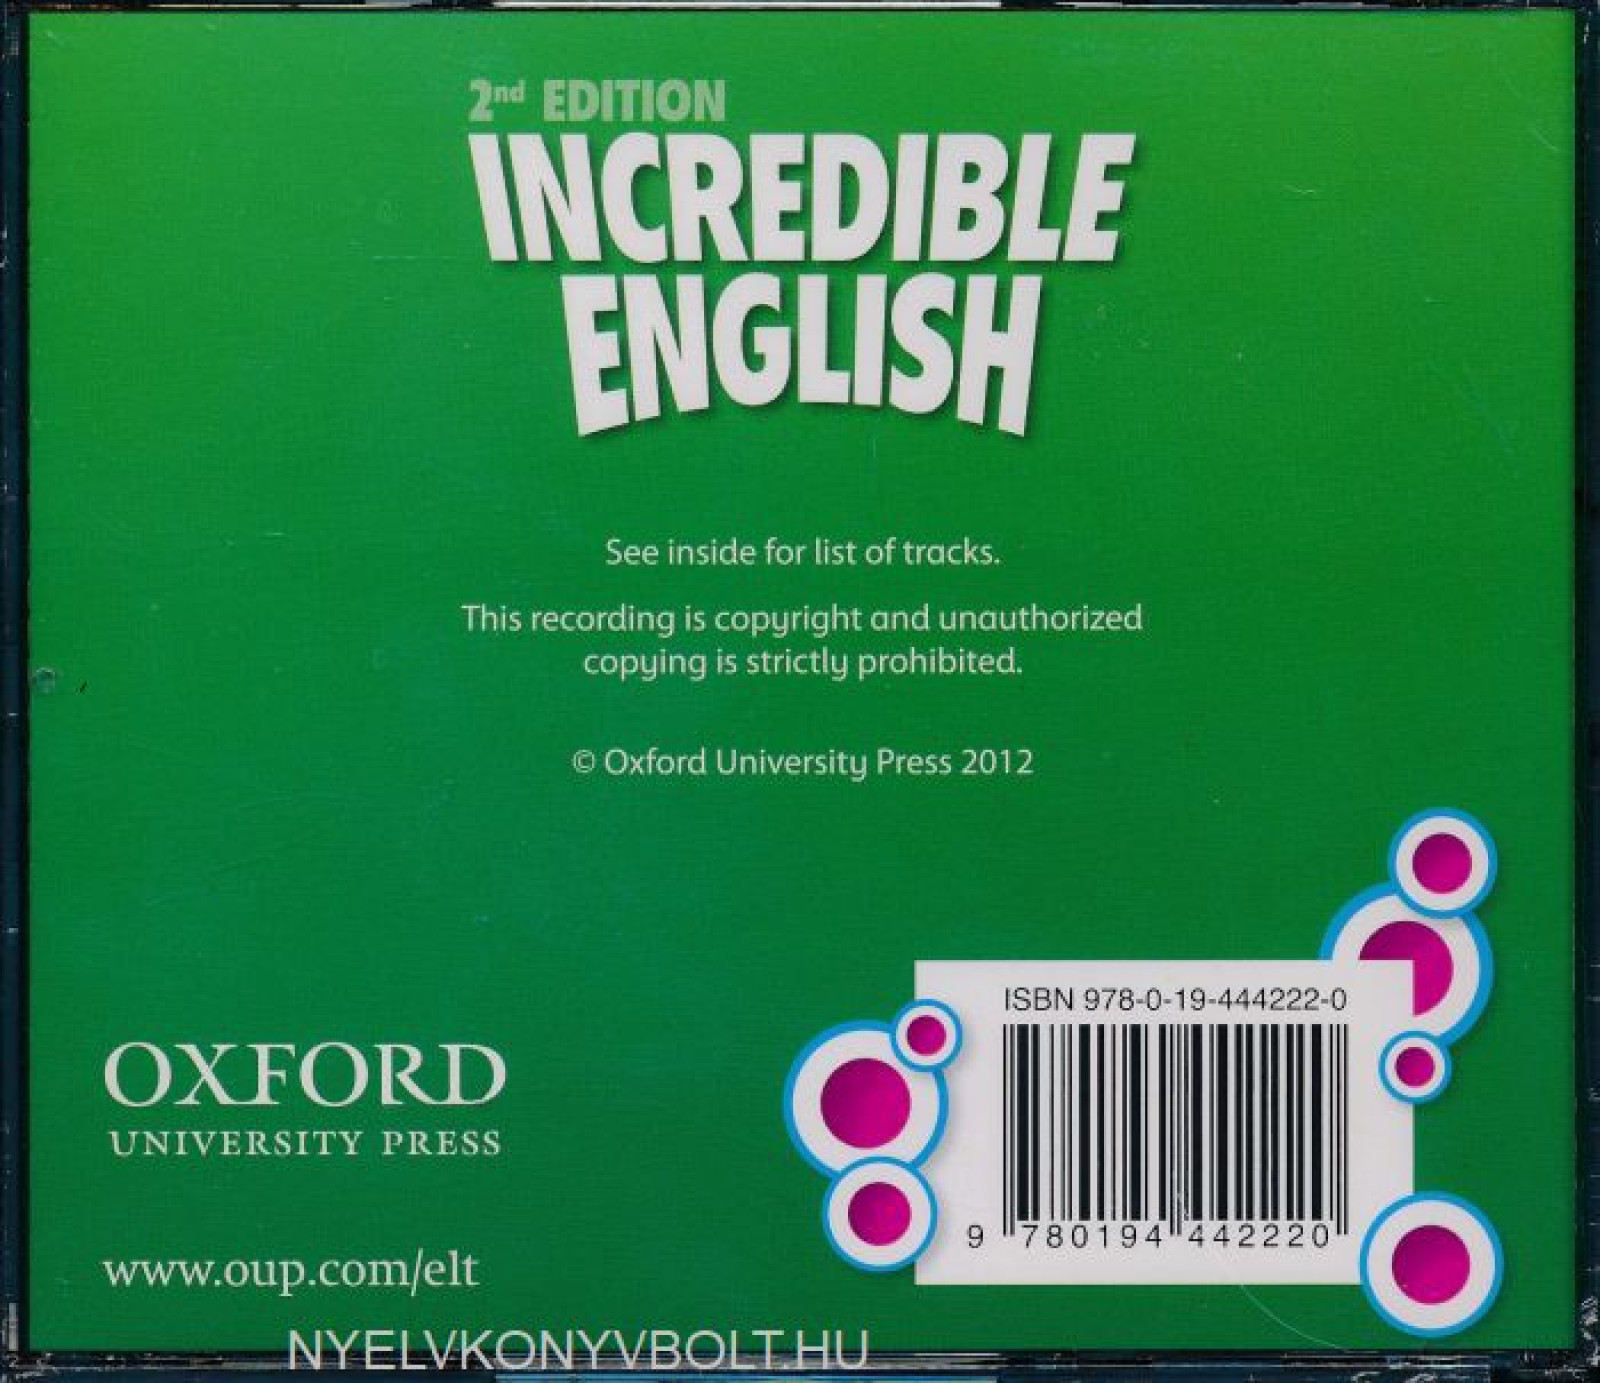 2nd EDITION
INCREDIBLE
ENGLISH
See inside for list of tracks.
This recording is copyright and unauthorized
copying is strictly prohibited.
© Oxford University Press 2012
ISBN 978-0-19-444222-0
9 780194 442220
OXFORD
UNIVERSITY PRESS
www.oup.com/elt
NYELVKONYVBOLT.HU